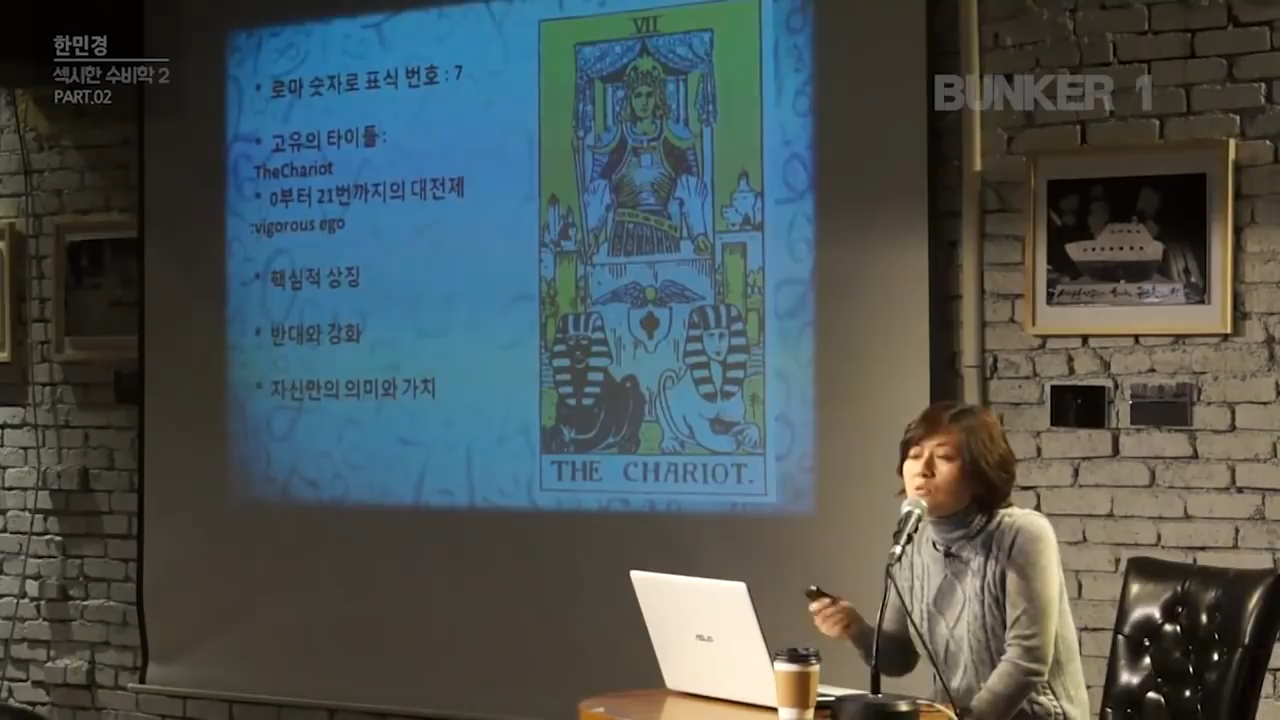 한민경
섹시한 수비학 2
PART.02
BUNKER 1
* 로마 숫자로 표식 번호 : 7
* 고유의 타이틀 :
TheChariot
* 0부터 21번까지의 대전제
:vigorous ego
* 핵심적 상징
* 반대와 강화
* 자신만의 의미와 가치
VII
THE CHARIOT.
ASUS